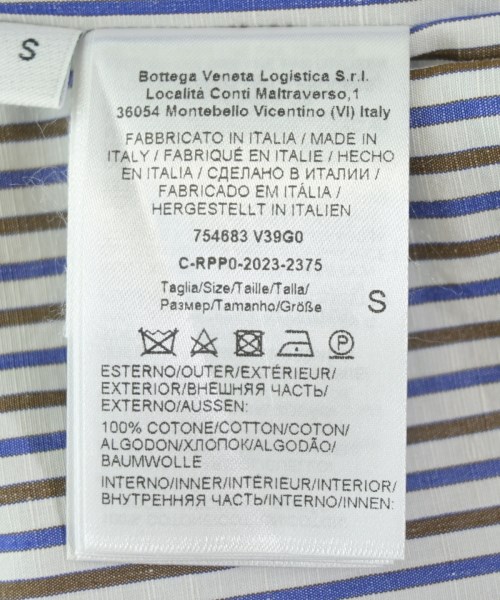 S
Bottega Veneta Logistica S.r.l.
Località Conti Maltraverso,1
36054 Montebello Vicentino (VI) Italy
FABBRICATO IN ITALIA / MADE IN
ITALY / FABRIQUÉ EN ITALIE / HECHO
EN ITALIA / СДЕЛАНО В ИТАЛИИ /
FABRICADO EM ITÁLIA /
HERGESTELLT IN ITALIEN
754683 V39G0
C-RPP0-2023-2375
Taglia/Size/Taille/Talla/
Размер/Tamanho/Größe S
ESTERNO/OUTER/EXTÉRIEUR/
EXTERIOR/ВНЕШНЯЯ ЧАСТЬ/
EXTERNO/AUSSEN:
100% COTONE/COTTON/COTON/
ALGODON/ХЛОПОК/ALGODÃO/
BAUMWOLLE
INTERNO/INNER/INTÉRIEUR/INTERIOR/
ВНУТРЕННЯЯ ЧАСТЬ/INTERNO/INNEN: